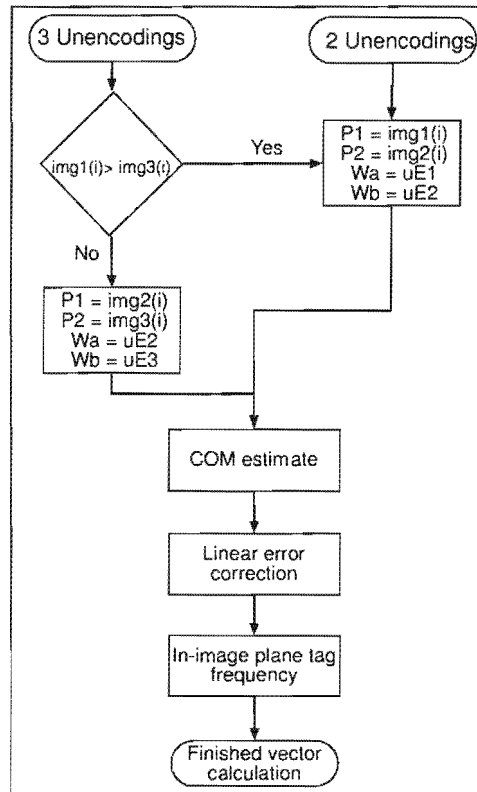 3 Unencodings
2 Unencodings
img1(i)> img3(i)
Yes
P1 = img1(i)
P2 = img2(i)
Wa = uE1
Wb = uE2
No
P1 = img2(i)
P2 = img3(i)
Wa = uE2
Wb = uE3
COM estimate
Linear error
correction
In-image plane tag
frequency
Finished vector
calculation